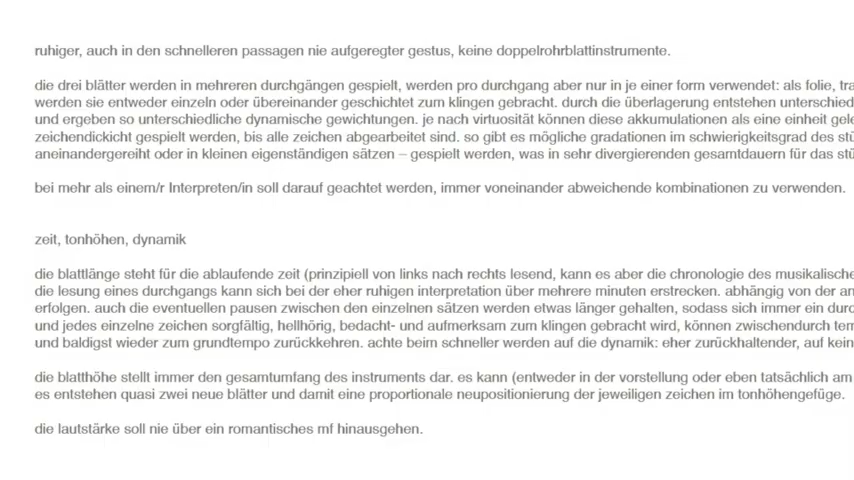 ruhiger, auch in den schnelleren passagen nie aufgeregter gestus, keine doppelrohrblattinstrumente.
die drei blätter werden in mehreren durchgängen gespielt, werden pro durchgang aber nur in je einer form verwendet: als folie, tra
werden sie entweder einzeln oder übereinander geschichtet zum klingen gebracht. durch die überlagerung entstehen unterschied
und ergeben so unterschiedliche dynamische gewichtungen. je nach virtuosität können diese akkumulationen als eine einheit gele
zeichendickicht gespielt werden, bis alle zeichen abgearbeitet sind. so gibt es mögliche gradationen im schwierigkeitsgrad des stü
aneinandergereiht oder in kleinen eigenständigen sätzen – gespielt werden, was in sehr divergierenden gesamtdauern für das stü
bei mehr als einem/r Interpreten/in soll darauf geachtet werden, immer voneinander abweichende kombinationen zu verwenden.
zeit, tonhöhen, dynamik
die blattlänge steht für die ablaufende zeit (prinzipiell von links nach rechts lesend, kann es aber die chronologie des musikalische
die lesung eines durchgangs kann sich bei der eher ruhigen interpretation über mehrere minuten erstrecken. abhängig von der an
erfolgen. auch die eventuellen pausen zwischen den einzelnen sätzen werden etwas länger gehalten, sodass sich immer ein durc
und jedes einzelne zeichen sorgfältig, hellhörig, bedacht- und aufmerksam zum klingen gebracht wird, können zwischendurch tem
und baldigst wieder zum grundtempo zurückkehren. achte beim schneller werden auf die dynamik: eher zurückhaltender, auf kein
die blatthöhe stellt immer den gesamtumfang des instruments dar. es kann (entweder in der vorstellung oder eben tatsächlich am
es entstehen quasi zwei neue blätter und damit eine proportionale neupositionierung der jeweiligen zeichen im tonhöhengefüge.
die lautstärke soll nie über ein romantisches mf hinausgehen.